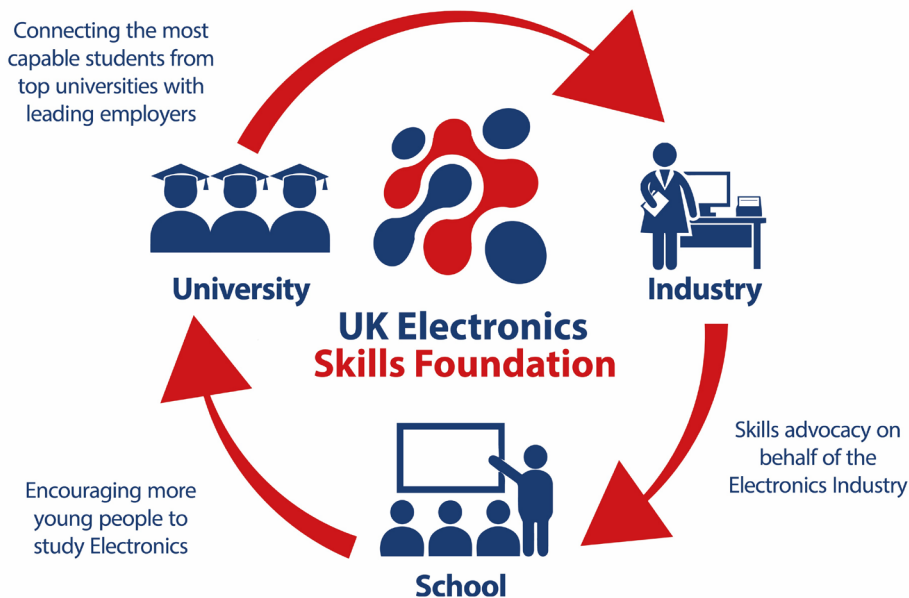 Connecting the most
capable students from
top universities with
leading employers
University
Industry
UK Electronics
Skills Foundation
Skills advocacy on
behalf of the
Electronics Industry
Encouraging more
young people to
study Electronics
School